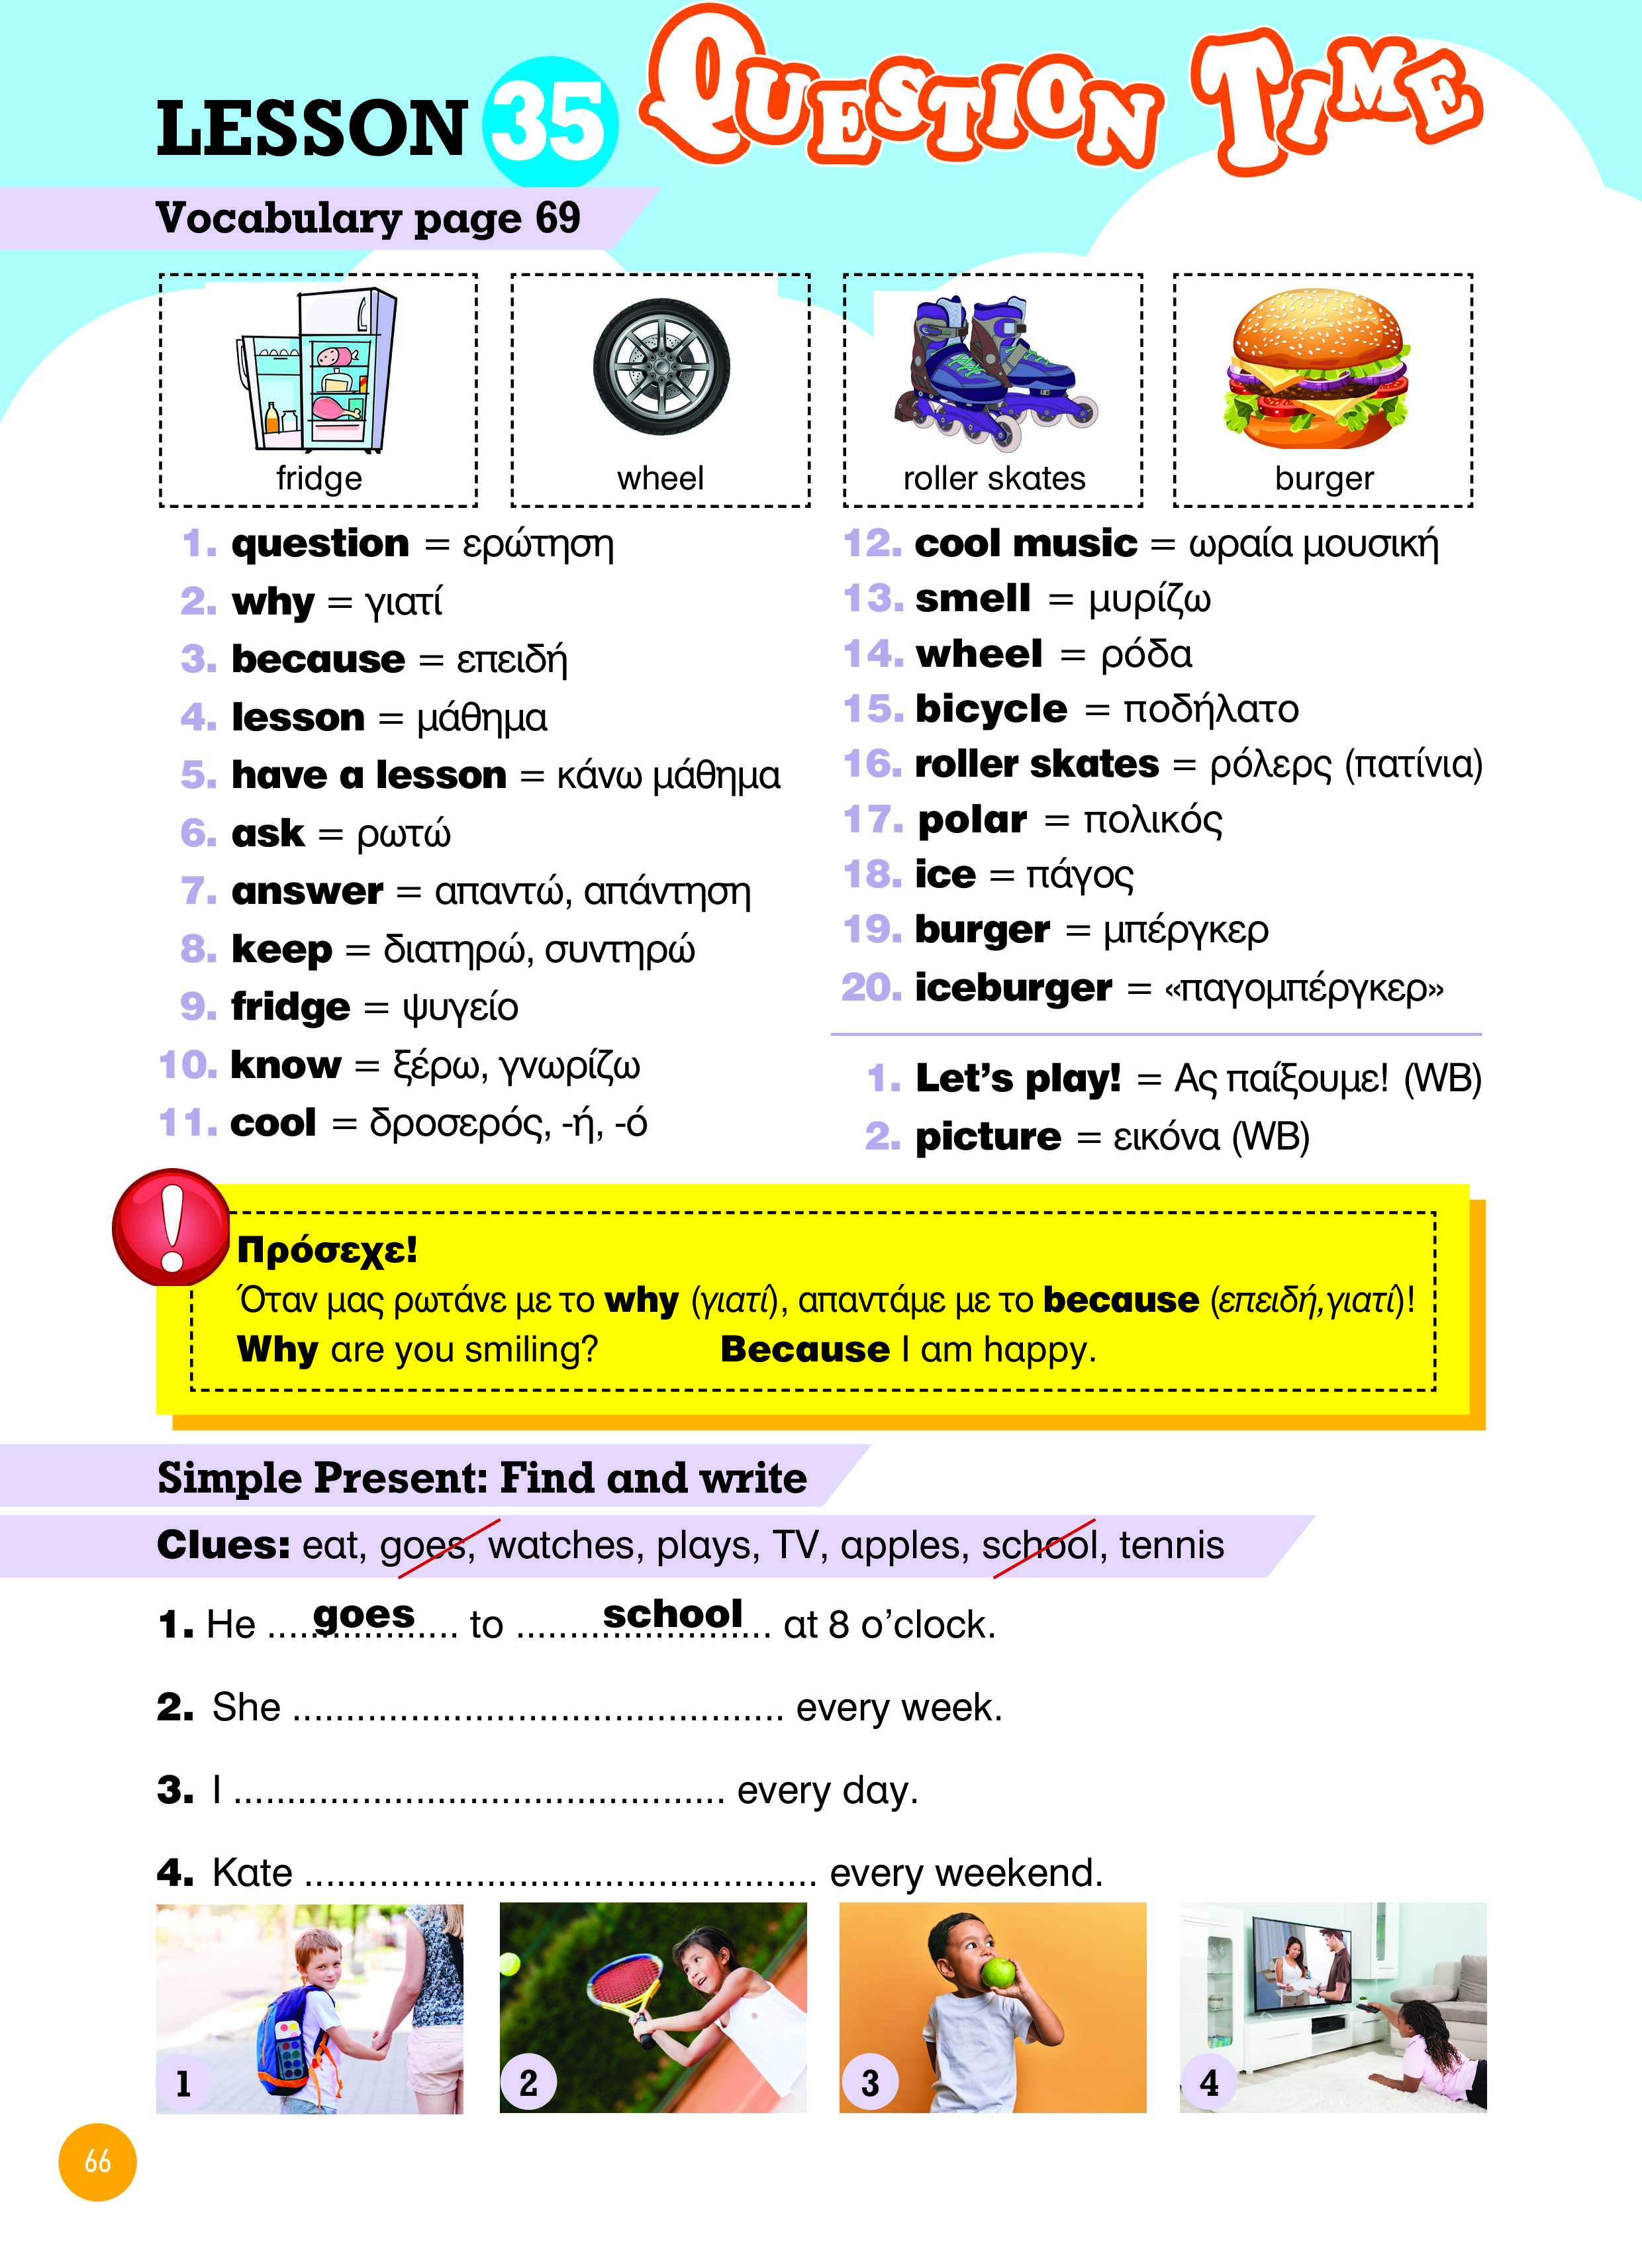 LESSON 35 QUESTION TIME
Vocabulary page 69
fridge
wheel
roller skates
burger
1. question = ερώτηση
2. why = γιατί
3. because = επειδή
4. lesson = μάθημα
5. have a lesson = κάνω μάθημα
6. ask = ρωτώ
7. answer = απαντώ, απάντηση
8. keep = διατηρώ, συντηρώ
9. fridge = ψυγείο
10. know = ξέρω, γνωρίζω
11. cool = δροσερός, -ή, -ό
12. cool music = ωραία μουσική
13. smell = μυρίζω
14. wheel = ρόδα
15. bicycle = ποδήλατο
16. roller skates = ρόλερς (πατίνια)
17. polar = πολικός
18. ice = πάγος
19. burger = μπέργκερ
20. iceburger = «παγομπέργκερ»
1. Let's play! = Ας παίξουμε! (WB)
2. picture = εικόνα (WB)
!
Πρόσεχε!
Όταν μας ρωτάνε με το why (γιατί), απαντάμε με το because (επειδή,γιατί)!
Why are you smiling? Because I am happy.
Simple Present: Find and write
Clues: eat, goes, watches, plays, TV, apples, school, tennis
1. He ....goes.... to ........school... at 8 o'clock.
2. She .............................................. every week.
3. I .............................................. every day.
4. Kate ................................................ every weekend.
1
2
3
4
66